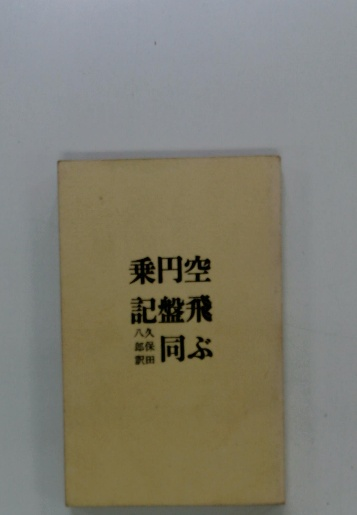 空飛ぶ
円盤同
乗記
久保田
八郎訳